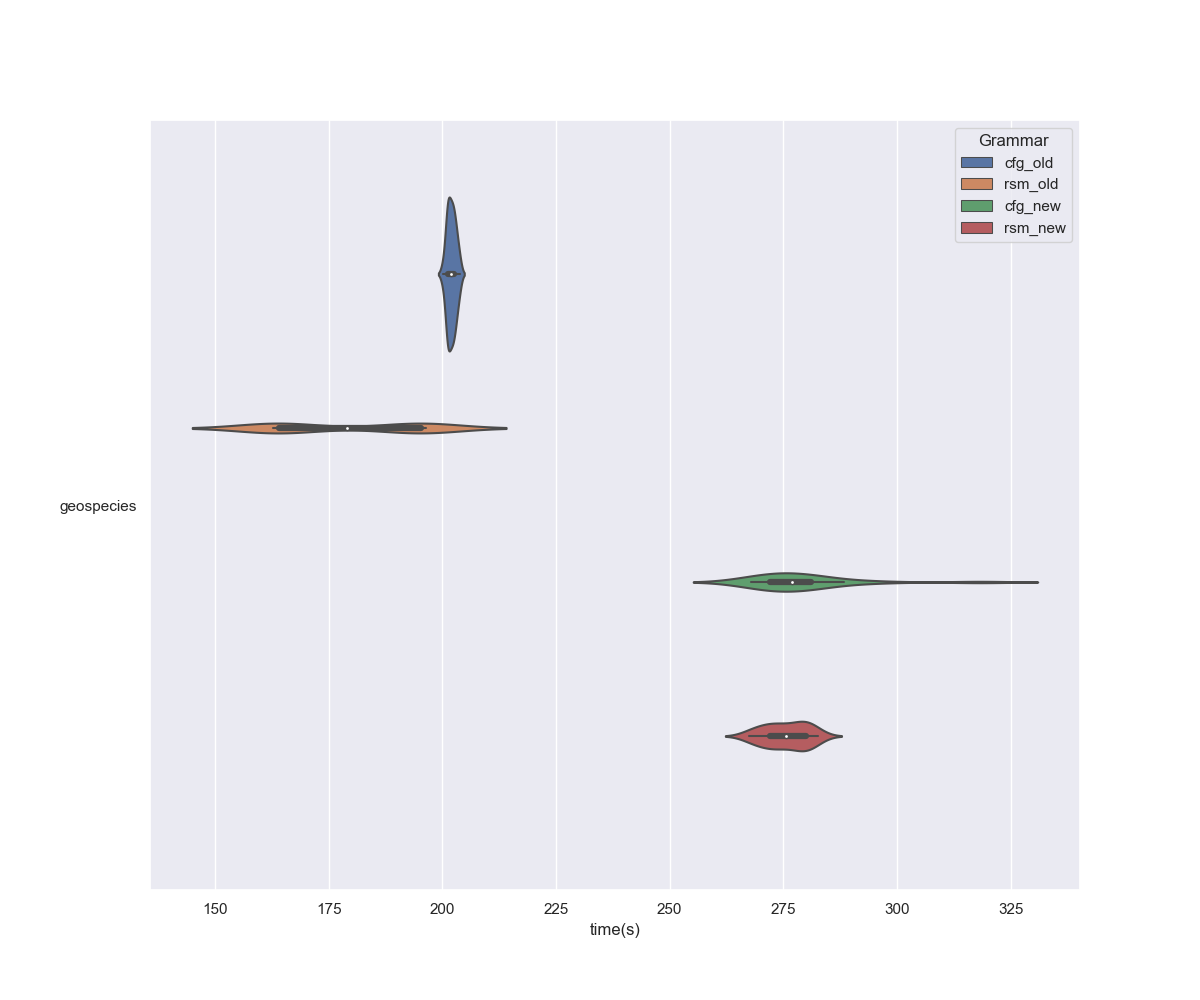 Grammar
cfg_old
rsm_old
cfg_new
rsm_new
geospecies
150 175 200 225 250 275 300 325
time(s)